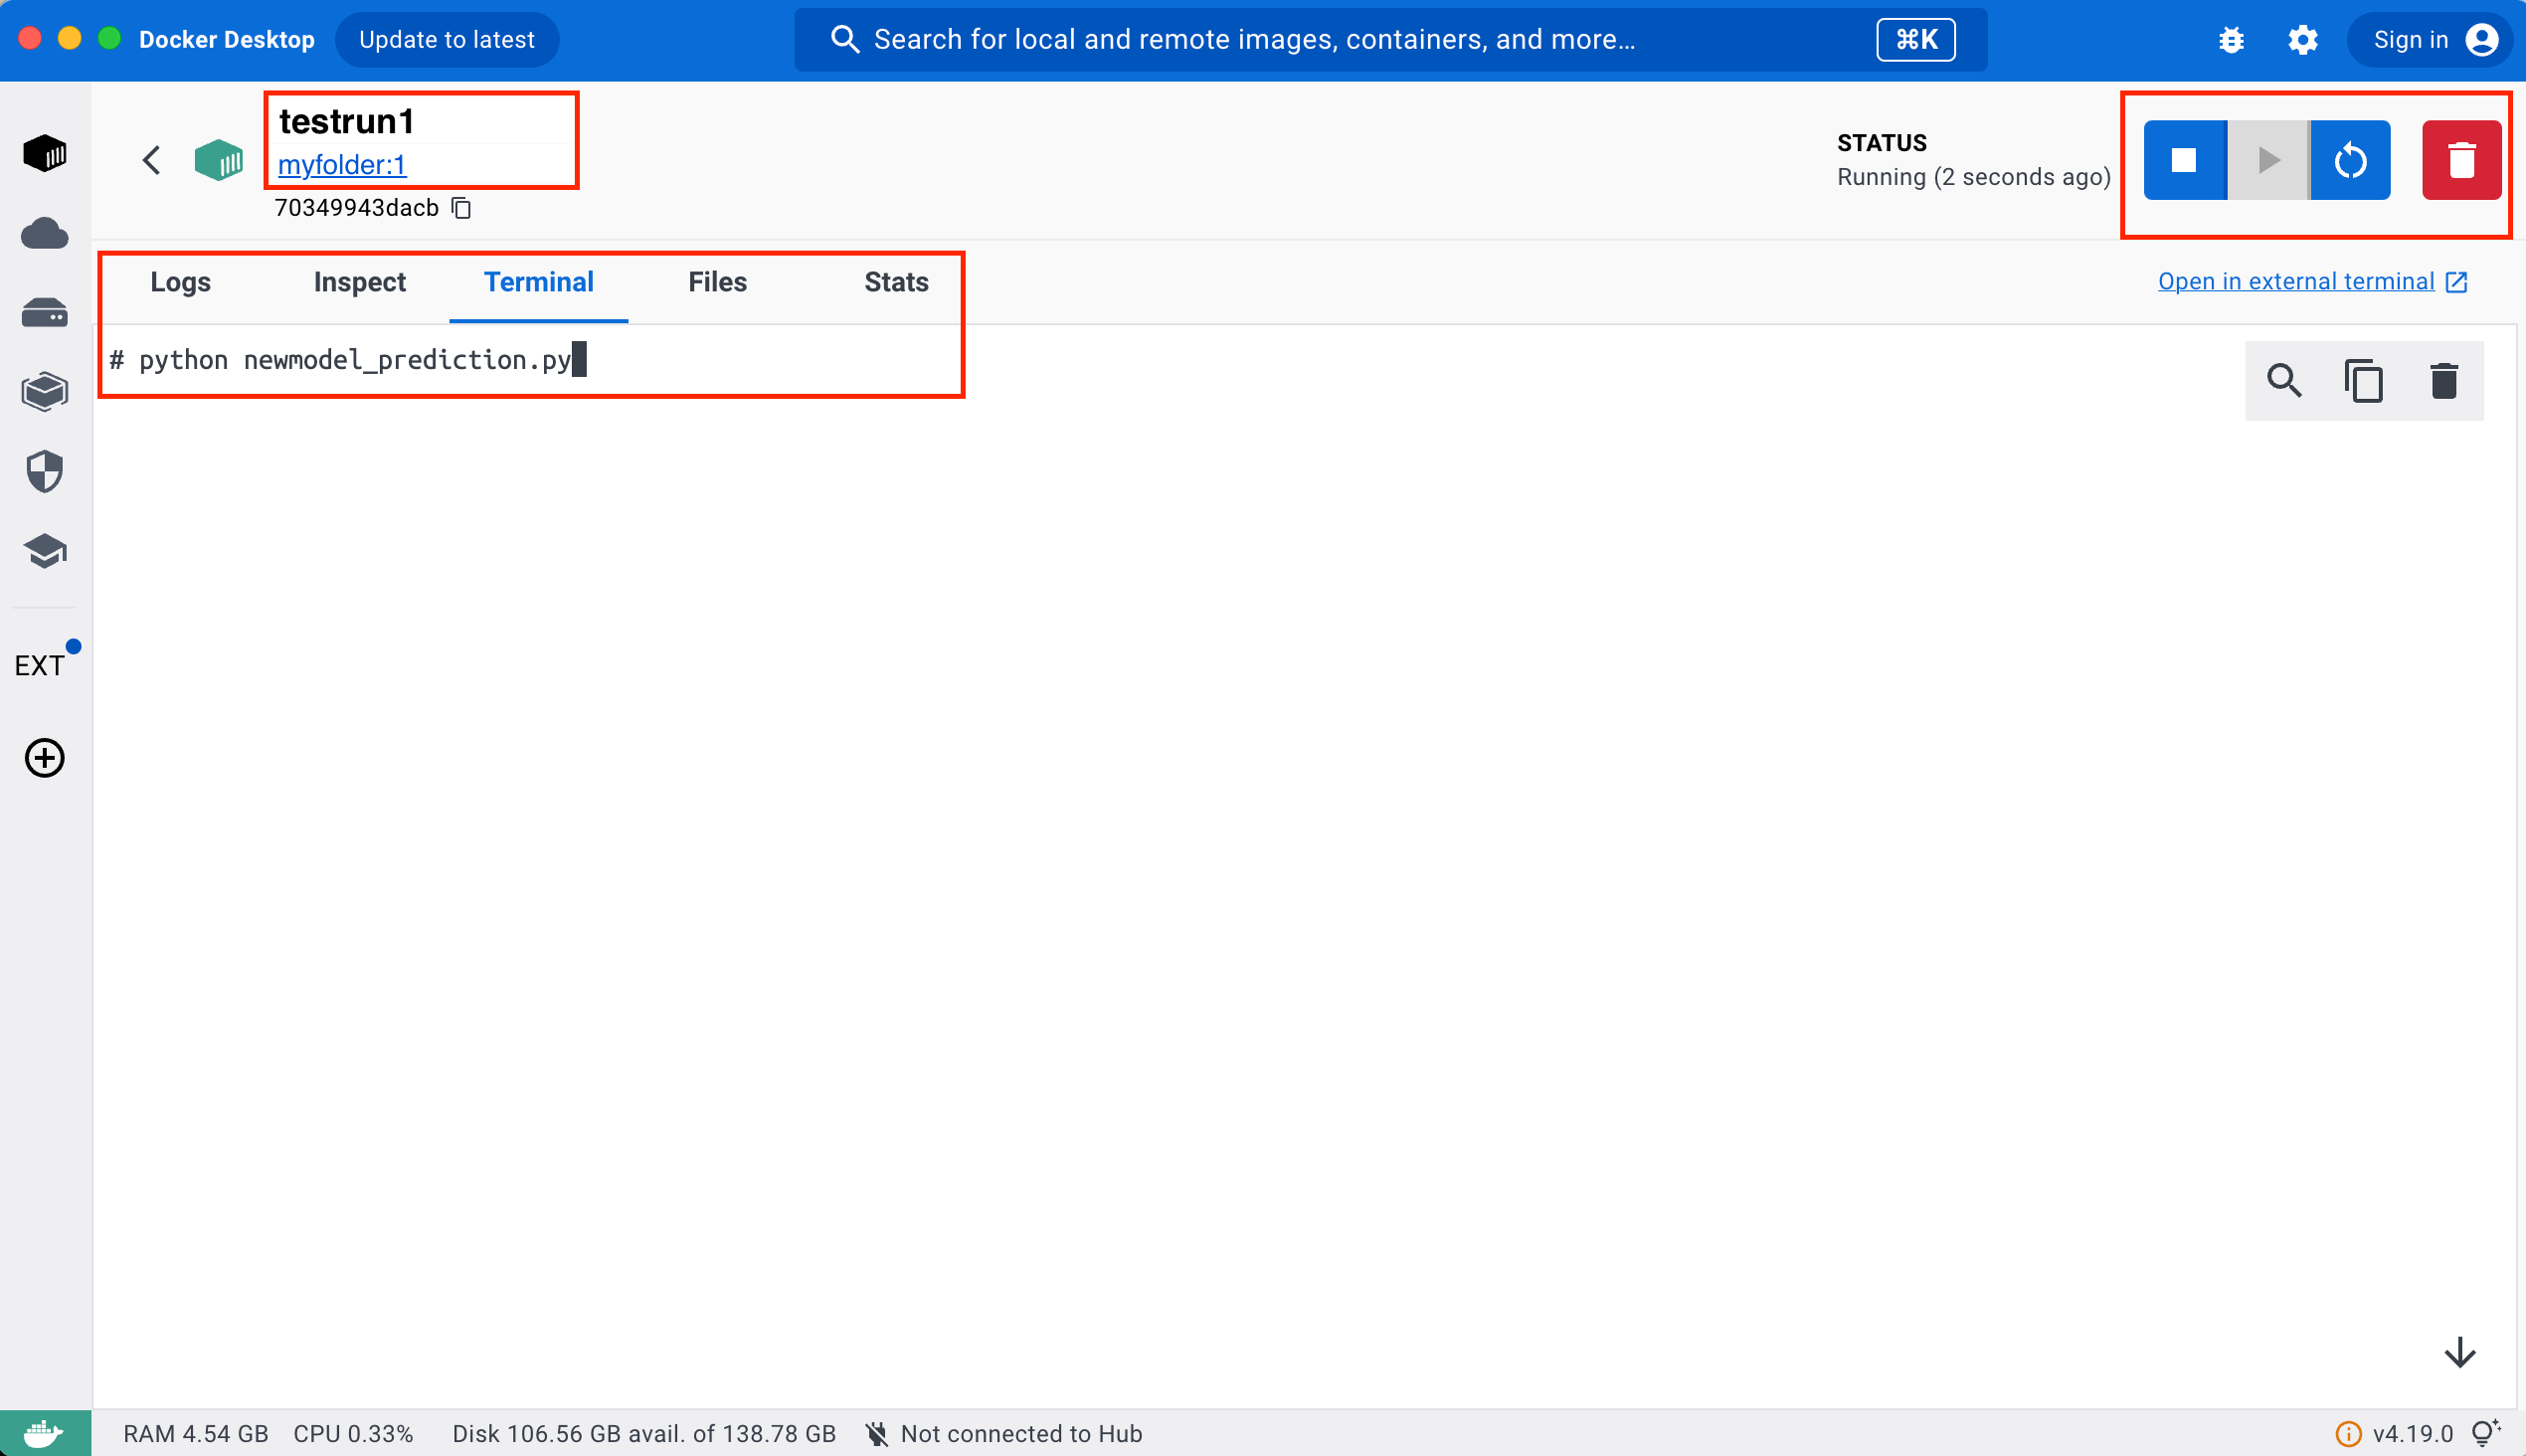 Docker Desktop Update to latest Search for local and remote images, containers, and more... ⌘K Sign in
testrun1
myfolder:1
70349943dacb
STATUS
Running (2 seconds ago)
Logs Inspect Terminal Files Stats Open in external terminal
# python newmodel_prediction.py
EXT
RAM 4.54 GB CPU 0.33% Disk 106.56 GB avail. of 138.78 GB Not connected to Hub v4.19.0